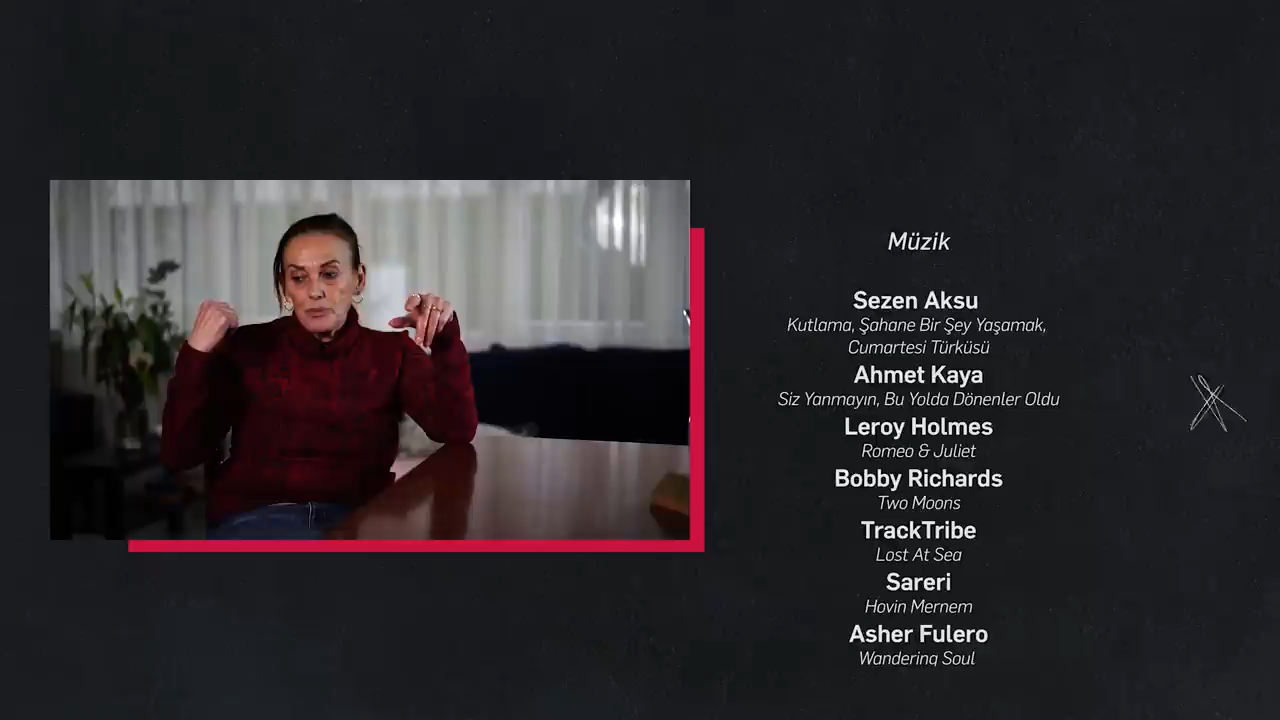 Müzik
Sezen Aksu
Kutlama, Şahane Bir Şey Yaşamak,
Cumartesi Türküsü
Ahmet Kaya
Siz Yanmayın, Bu Yolda Dönenler Oldu
Leroy Holmes
Romeo & Juliet
Bobby Richards
Two Moons
TrackTribe
Lost At Sea
Sareri
Hovin Mernem
Asher Fulero
Wandering Soul